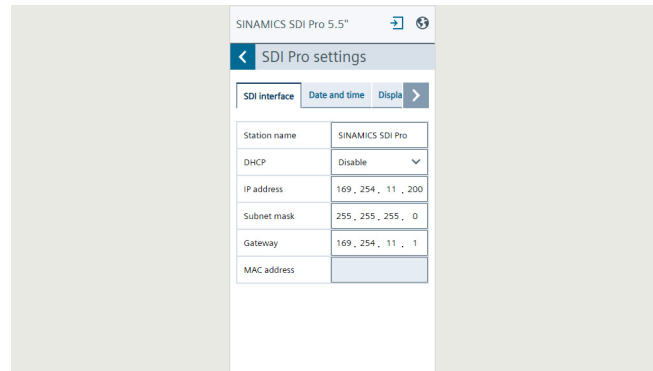 SINAMICS SDI Pro 5.5"
SDI Pro settings
SDI interface Date and time Displa
Station name SINAMICS SDI Pro
DHCP Disable
IP address 169 . 254 . 11 . 200
Subnet mask 255 . 255 . 255 . 0
Gateway 169 . 254 . 11 . 1
MAC address